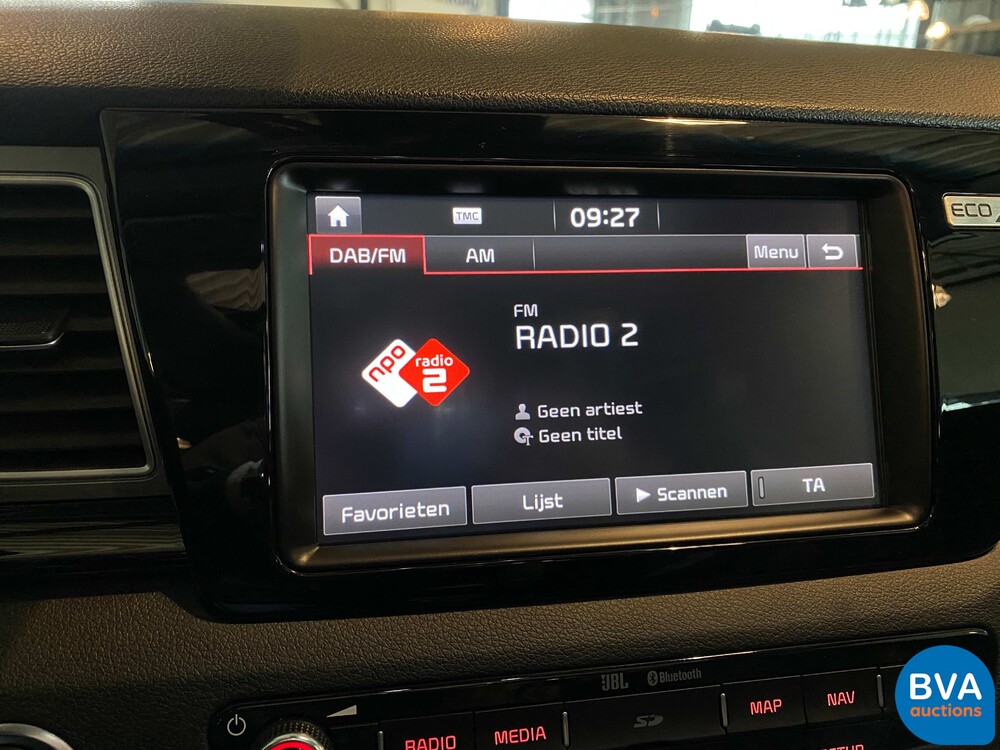 TMC 09:27
ECO
DAB/FM AM Menu
FM
RADIO 2
npo radio 2
Geen artiest
Geen titel
Favorieten Lijst Scannen TA
JBL Bluetooth
RADIO MEDIA SD MAP NAV
SETUP
BVA
auctions